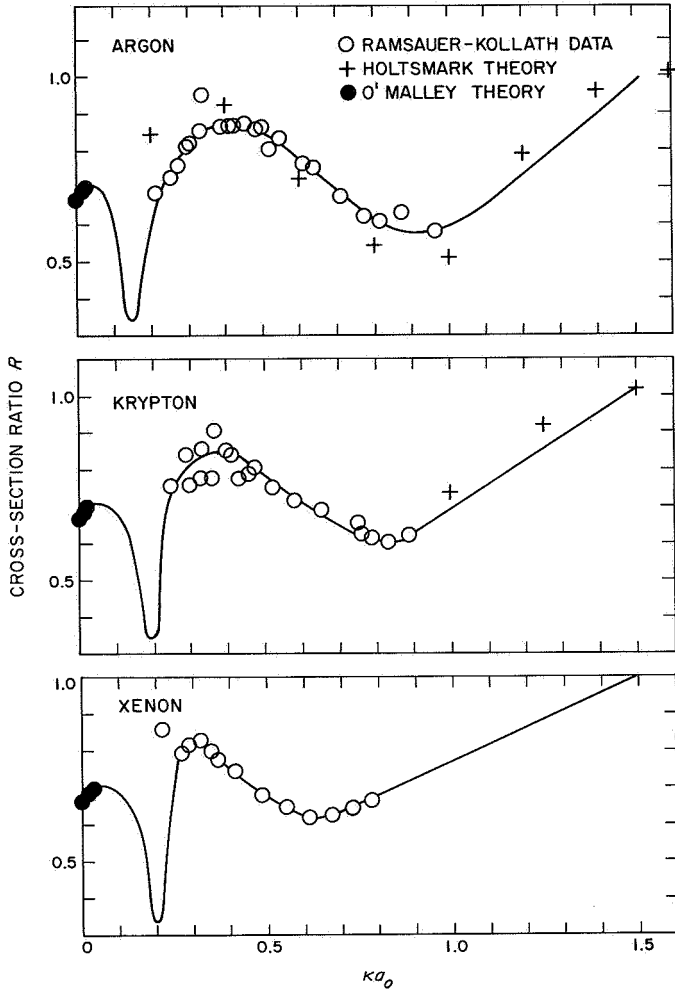 ARGON
RAMSAUER-KOLLATH DATA
HOLTSMARK THEORY
O' MALLEY THEORY
1.0
0.5
CROSS-SECTION RATIO R
KRYPTON
1.0
0.5
1.0
XENON
0.5
0
0.5
1.0
1.5
κa₀